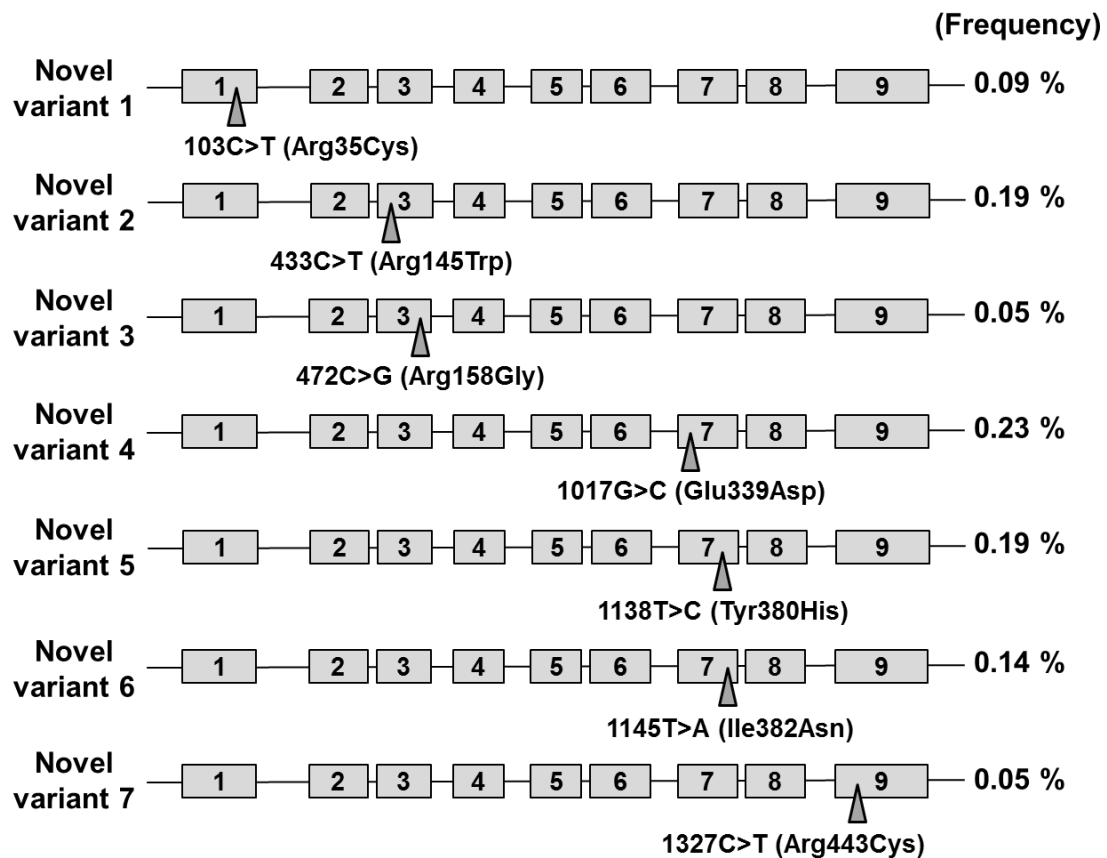 (Frequency)
Novel variant 1
1 2 3 4 5 6 7 8 9
0.09 %
103C>T (Arg35Cys)
Novel variant 2
1 2 3 4 5 6 7 8 9
0.19 %
433C>T (Arg145Trp)
Novel variant 3
1 2 3 4 5 6 7 8 9
0.05 %
472C>G (Arg158Gly)
Novel variant 4
1 2 3 4 5 6 7 8 9
0.23 %
1017G>C (Glu339Asp)
Novel variant 5
1 2 3 4 5 6 7 8 9
0.19 %
1138T>C (Tyr380His)
Novel variant 6
1 2 3 4 5 6 7 8 9
0.14 %
1145T>A (Ile382Asn)
Novel variant 7
1 2 3 4 5 6 7 8 9
0.05 %
1327C>T (Arg443Cys)